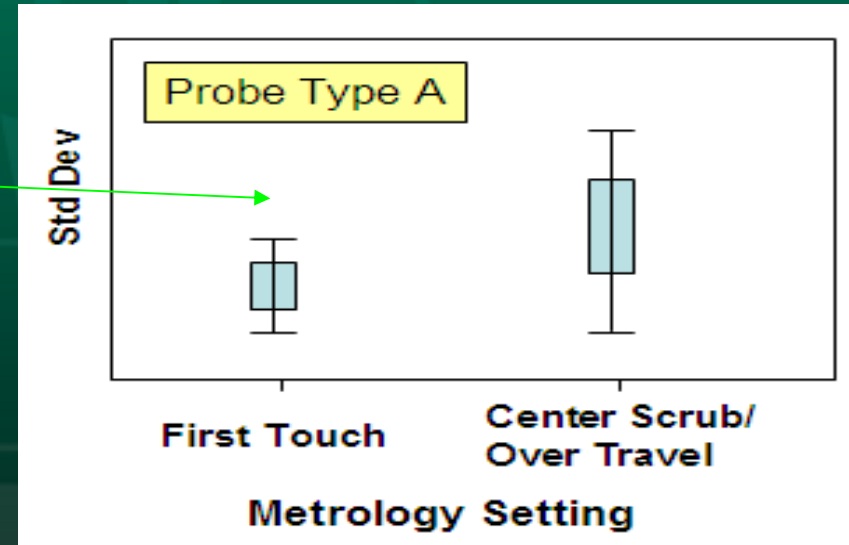 Probe Type A
Std Dev
First Touch
Center Scrub/
Over Travel
Metrology Setting